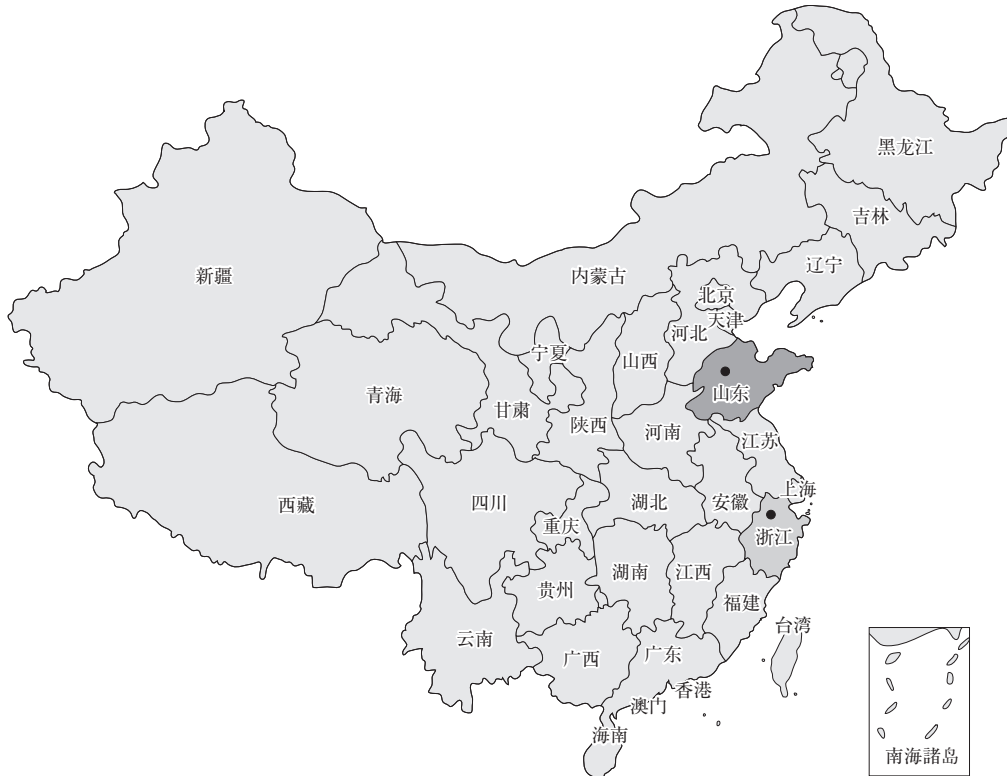 黑龙江
吉林
辽宁
新疆
内蒙古
北京
天津
河北
宁夏
山西
山东
青海
甘肃
陕西
河南
江苏
西藏
四川
湖北
安徽
上海
重庆
浙江
湖南
江西
贵州
福建
台湾
云南
广西
广东
香港
澳门
海南
南海諸岛